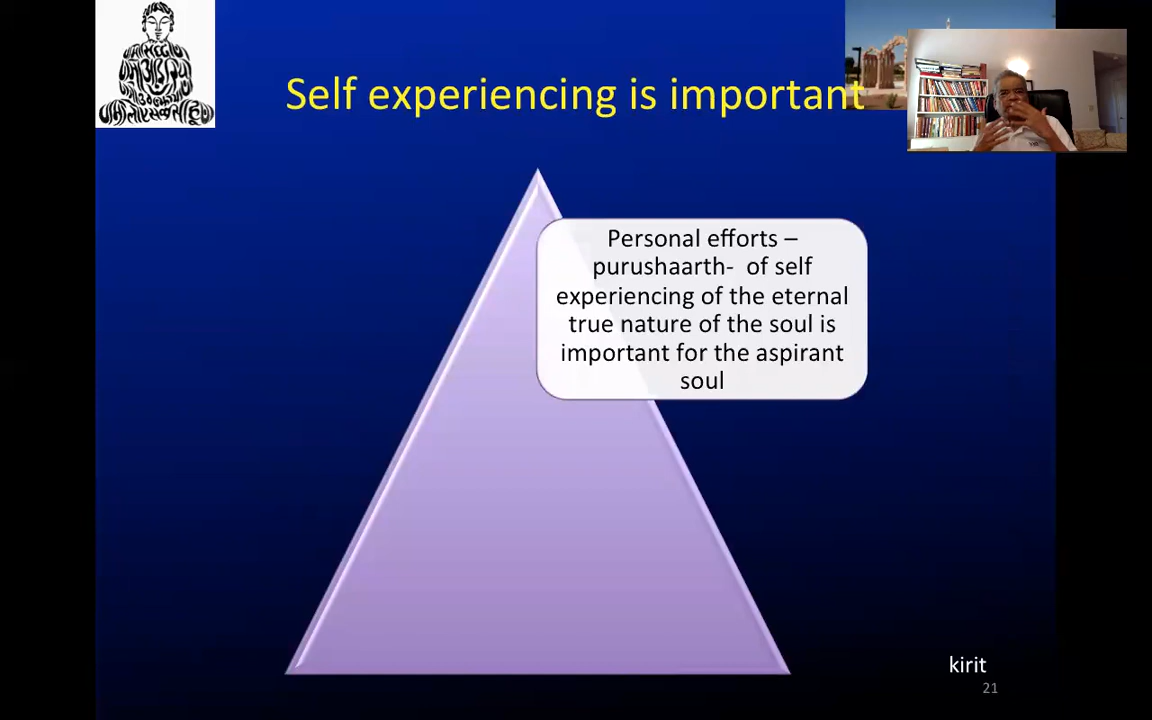 Self experiencing is important
Personal efforts –
purushaarth-  of self
experiencing of the eternal
true nature of the soul is
important for the aspirant
soul
kirit
21